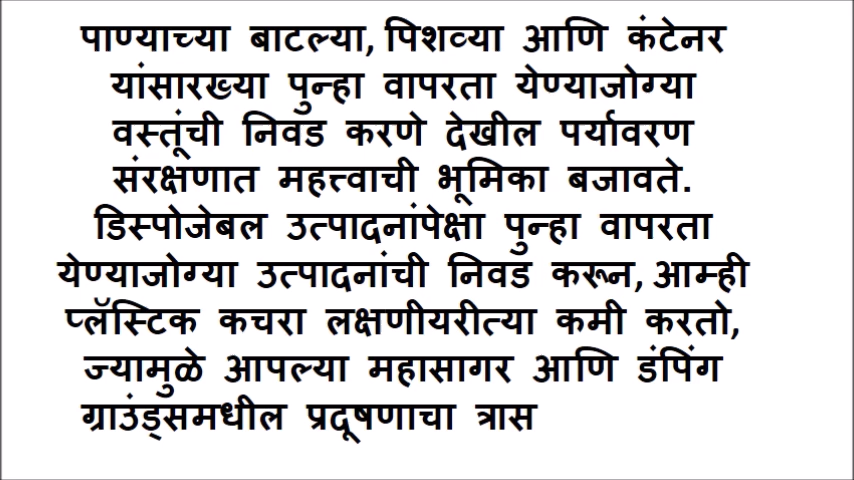 पाण्याच्या बाटल्या, पिशव्या आणि कंटेनर
यांसारख्या पुन्हा वापरता येण्याजोग्या
वस्तूंची निवड करणे देखील पर्यावरण
संरक्षणात महत्त्वाची भूमिका बजावते.
डिस्पोजेबल उत्पादनांपेक्षा पुन्हा वापरता
येण्याजोग्या उत्पादनांची निवड करून, आम्ही
प्लॅस्टिक कचरा लक्षणीयरीत्या कमी करतो,
ज्यामुळे आपल्या महासागर आणि डंपिंग
ग्राउंड्समधील प्रदूषणाचा त्रास